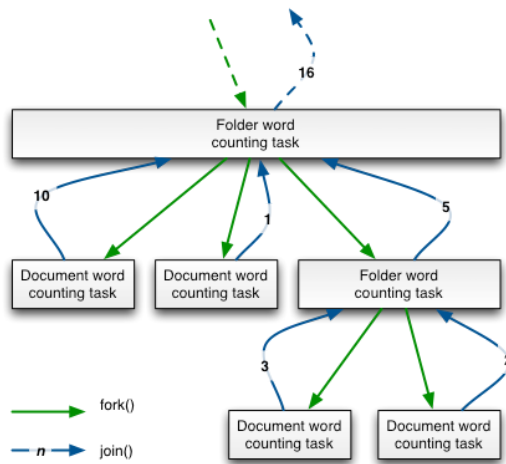 16
Folder word
counting task
10
1
5
Document word
counting task
Document word
counting task
Folder word
counting task
3
2
Document word
counting task
Document word
counting task
fork()
n
join()